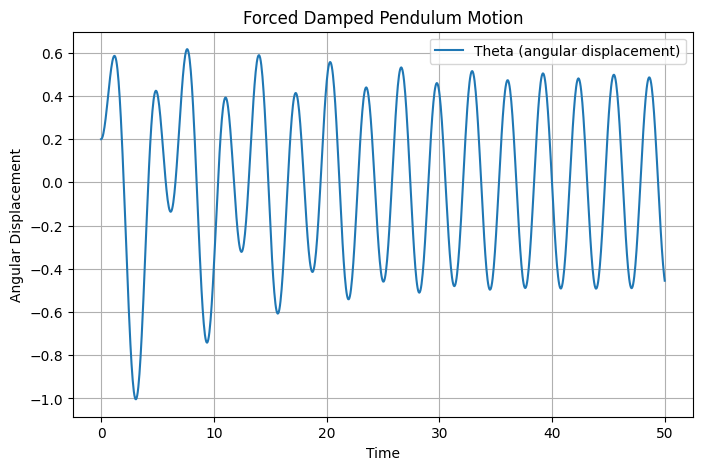 Forced Damped Pendulum Motion
Theta (angular displacement)
Angular Displacement
0.6
0.4
0.2
0.0
−0.2
−0.4
−0.6
−0.8
−1.0
0 10 20 30 40 50
Time